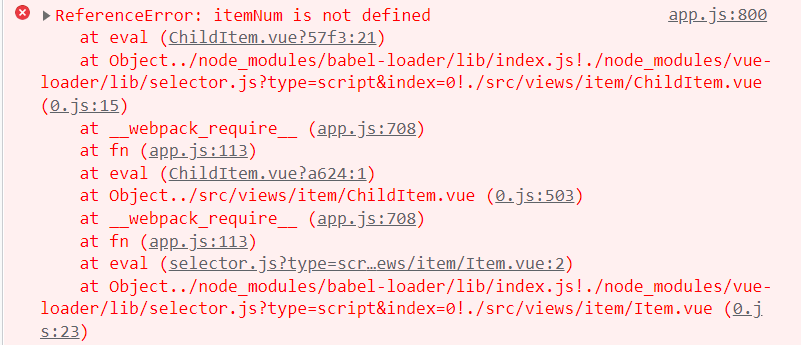 ReferenceError: itemNum is not defined app.js:800
at eval (ChildItem.vue?57f3:21)
at Object../node_modules/babel-loader/lib/index.js!./node_modules/vue-
loader/lib/selector.js?type=script&index=0!./src/views/item/ChildItem.vue
(0.js:15)
at __webpack_require__ (app.js:708)
at fn (app.js:113)
at eval (ChildItem.vue?a624:1)
at Object../src/views/item/ChildItem.vue (0.js:503)
at __webpack_require__ (app.js:708)
at fn (app.js:113)
at eval (selector.js?type=scr…ews/item/Item.vue:2)
at Object../node_modules/babel-loader/lib/index.js!./node_modules/vue-
loader/lib/selector.js?type=script&index=0!./src/views/item/Item.vue (0.j
s:23)